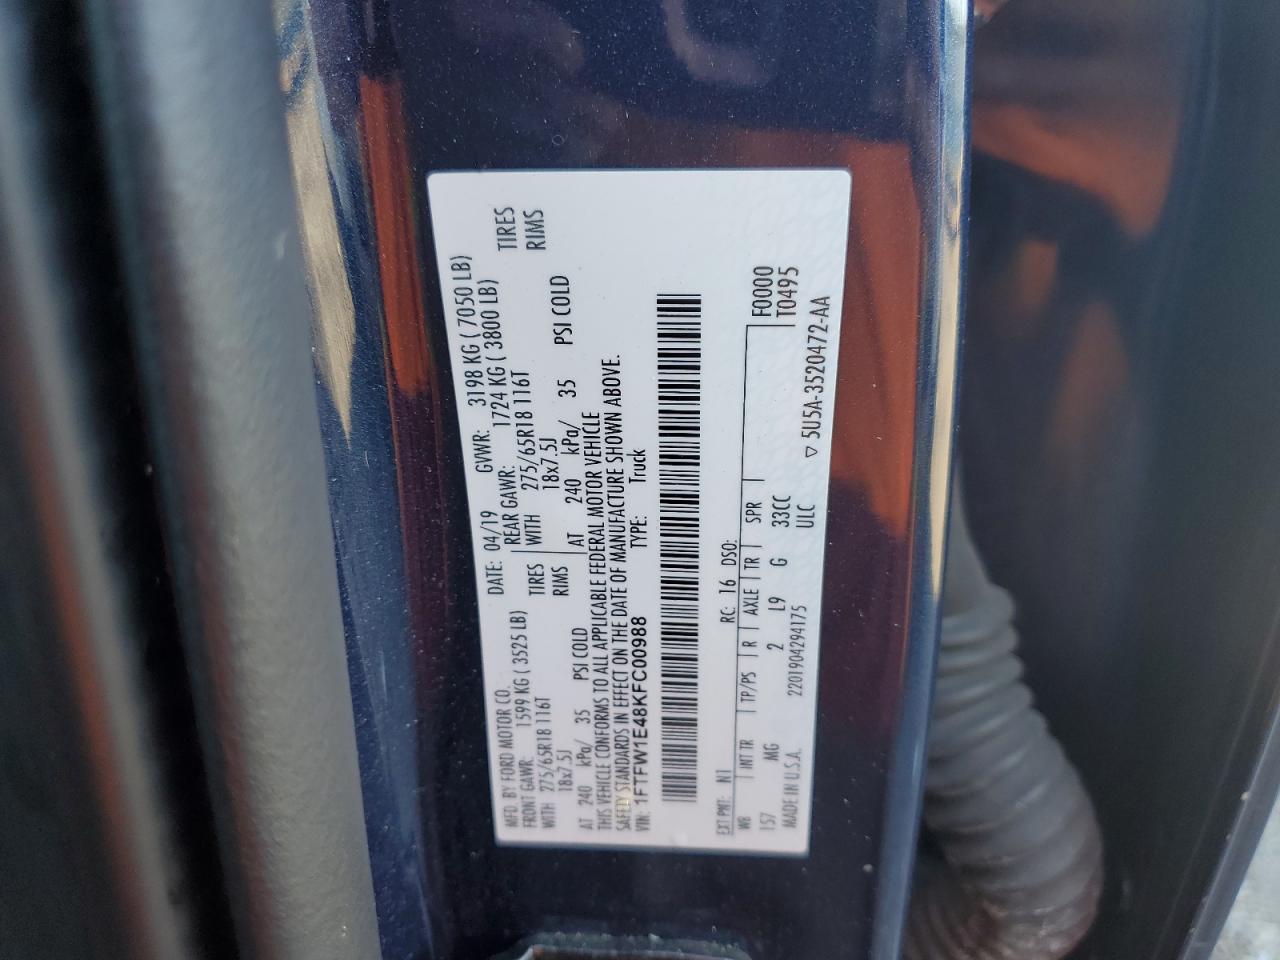 MFD. BY FORD MOTOR CO.
DATE: 04/19 GVWR: 3198 KG ( 7050 LB)
FRONT GAWR: 1599 KG ( 3525 LB) REAR GAWR: 1724 KG ( 3800 LB)
WITH 275/65R18 116T TIRES WITH 275/65R18 116T TIRES
18x7.5J RIMS 18x7.5J RIMS
AT 240 kPa/ 35 PSI COLD AT 240 kPa/ 35 PSI COLD
THIS VEHICLE CONFORMS TO ALL APPLICABLE FEDERAL MOTOR VEHICLE
SAFETY STANDARDS IN EFFECT ON THE DATE OF MANUFACTURE SHOWN ABOVE.
VIN: 1FTFW1E48KFC00988 TYPE: Truck
EXT PNT: N1 RC: 16 DSO: F0000
WB INT TR TP/PS R AXLE TR SPR T0495
157 MG 2 L9 G 33CC
MADE IN U.S.A. 2201904294175 ULC
▽ 5U5A-3520472-AA